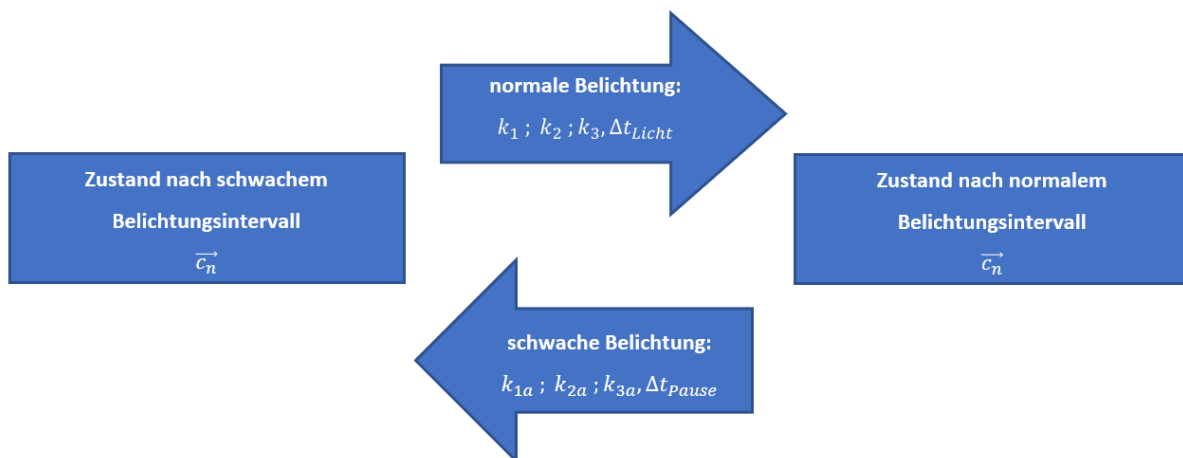 normale Belichtung:
k₁ ; k₂ ; k₃, Δt_Licht
Zustand nach schwachem
Belichtungsintervall
c⃗ₙ
Zustand nach normalem
Belichtungsintervall
c⃗ₙ
schwache Belichtung:
k₁ₐ ; k₂ₐ ; k₃ₐ, Δt_Pause